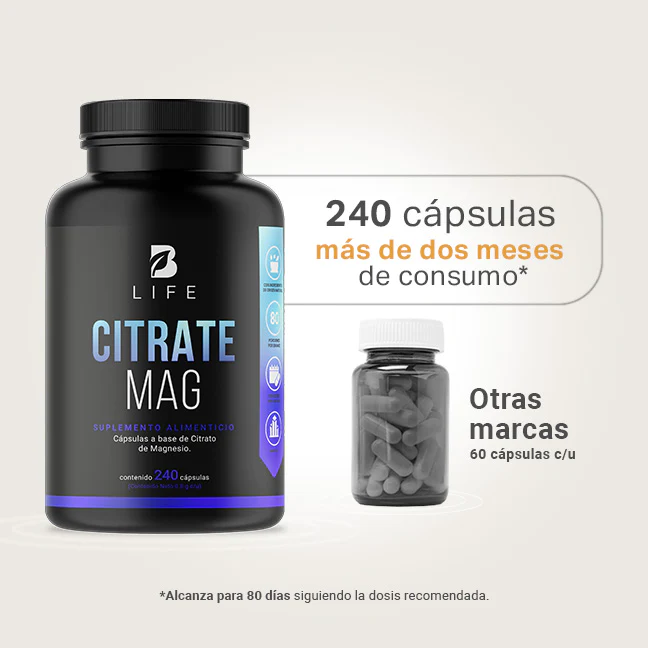 B
LIFE
CITRATE
MAG
SUPLEMENTO ALIMENTICIO
Cápsulas a base de Citrato
de Magnesio.
contenido 240 cápsulas
80
240 cápsulas
más de dos meses
de consumo*
Otras
marcas
60 cápsulas c/u
*Alcanza para 80 días siguiendo la dosis recomendada.